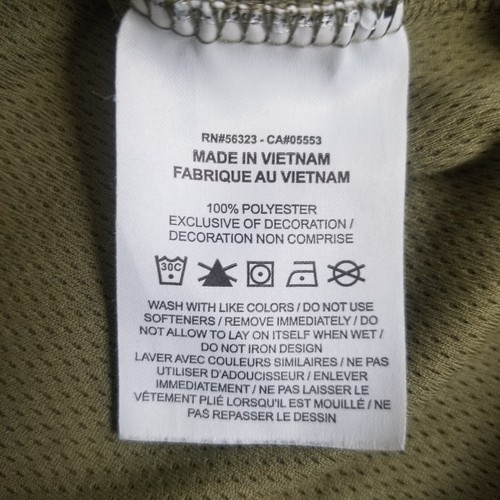 RN#56323 - CA#05553
MADE IN VIETNAM
FABRIQUE AU VIETNAM
100% POLYESTER
EXCLUSIVE OF DECORATION /
DECORATION NON COMPRISE
30C
WASH WITH LIKE COLORS / DO NOT USE
SOFTENERS / REMOVE IMMEDIATELY / DO
NOT ALLOW TO LAY ON ITSELF WHEN WET /
DO NOT IRON DESIGN
LAVER AVEC COULEURS SIMILAIRES / NE PAS
UTILISER D'ADOUCISSEUR / ENLEVER
IMMEDIATEMENT / NE PAS LAISSER LE
VÊTEMENT PLIÉ LORSQU'IL EST MOUILLÉ / NE
PAS REPASSER LE DESSIN